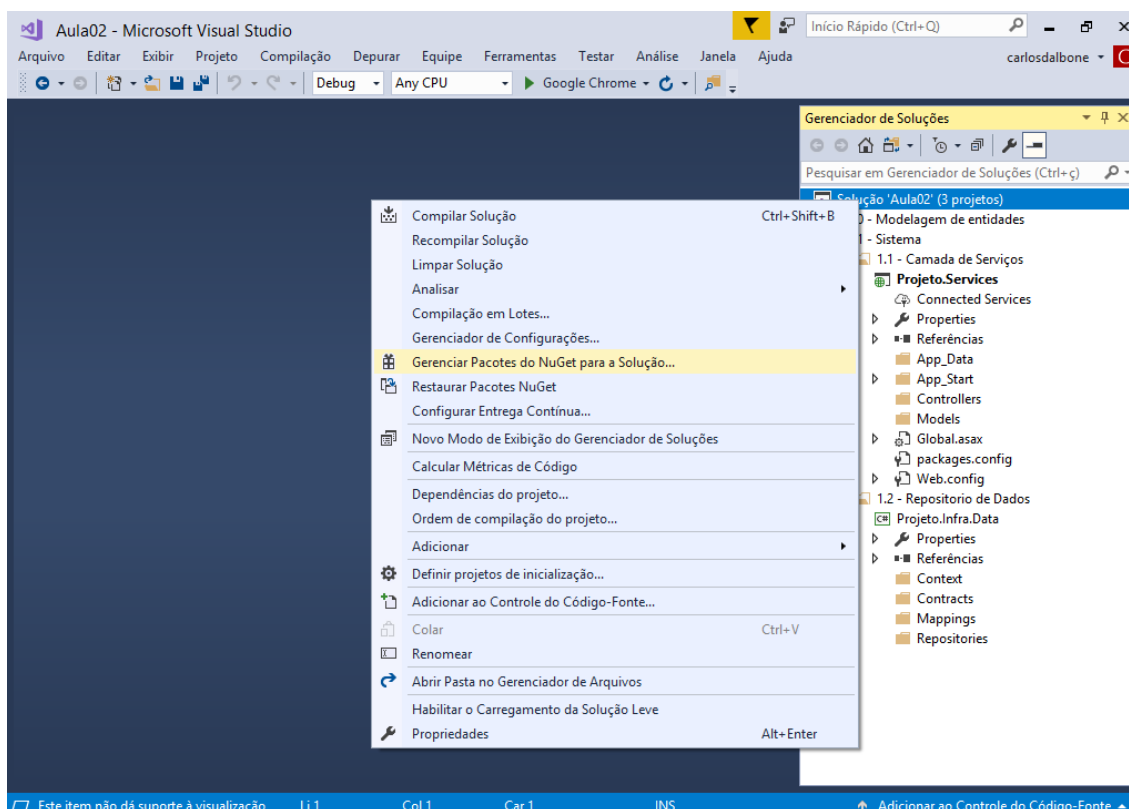 Aula02 - Microsoft Visual Studio
Início Rápido (Ctrl+Q)
Arquivo Editar Exibir Projeto Compilação Depurar Equipe Ferramentas Testar Análise Janela Ajuda
carlosdalbone
Debug Any CPU Google Chrome
Gerenciador de Soluções
Pesquisar em Gerenciador de Soluções (Ctrl+ç)
Solução 'Aula02' (3 projetos)
- Modelagem de entidades
- Sistema
1.1 - Camada de Serviços
Projeto.Services
Connected Services
Properties
Referências
App_Data
App_Start
Controllers
Models
Global.asax
packages.config
Web.config
1.2 - Repositorio de Dados
C# Projeto.Infra.Data
Properties
Referências
Context
Contracts
Mappings
Repositories
Compilar Solução Ctrl+Shift+B
Recompilar Solução
Limpar Solução
Analisar
Compilação em Lotes...
Gerenciador de Configurações...
Gerenciar Pacotes do NuGet para a Solução...
Restaurar Pacotes NuGet
Configurar Entrega Contínua...
Novo Modo de Exibição do Gerenciador de Soluções
Calcular Métricas de Código
Dependências do projeto...
Ordem de compilação do projeto...
Adicionar
Definir projetos de inicialização...
Adicionar ao Controle do Código-Fonte...
Colar Ctrl+V
Renomear
Abrir Pasta no Gerenciador de Arquivos
Habilitar o Carregamento da Solução Leve
Propriedades Alt+Enter
Este item não dá suporte à visualização Li 1 Col 1 Car 1 INS Adicionar ao Controle do Código-Fonte